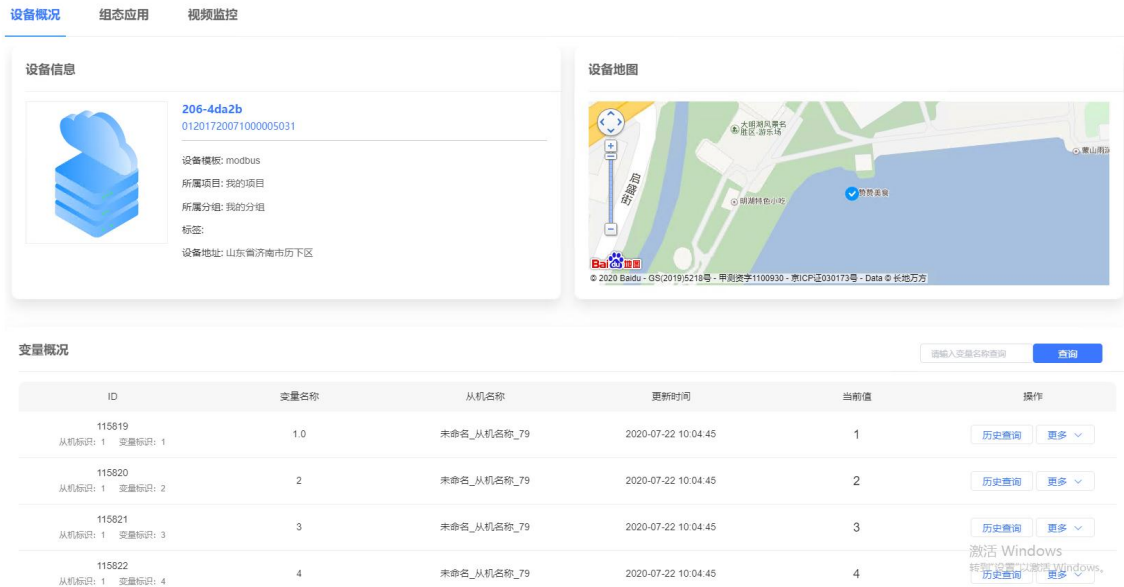 设备概况 组态应用 视频监控
设备信息
206-4da2b
01201720071000005031
设备模板: modbus
所属项目: 我的项目
所属分组: 我的分组
标签:
设备地址: 山东省济南市历下区
设备地图
大明湖风景名
胜区-游乐场
启盛街
明湖特色小吃
赞赞美食
Bai du 地图
© 2020 Baidu - GS(2019)5218号 - 甲测资字1100930 - 京ICP证030173号 - Data © 长地万方
变量概况
请输入变量名称查询 查询
ID 变量名称 从机名称 更新时间 当前值 操作
115819
从机标识: 1 变量标识: 1
1.0 未命名_从机名称_79 2020-07-22 10:04:45 1 历史查询 更多
115820
从机标识: 1 变量标识: 2
2 未命名_从机名称_79 2020-07-22 10:04:45 2 历史查询 更多
115821
从机标识: 1 变量标识: 3
3 未命名_从机名称_79 2020-07-22 10:04:45 3 历史查询 更多
激活 Windows
转到"设置"以激活 Windows。
115822
从机标识: 1 变量标识: 4
4 未命名_从机名称_79 2020-07-22 10:04:45 4 历史查询 更多